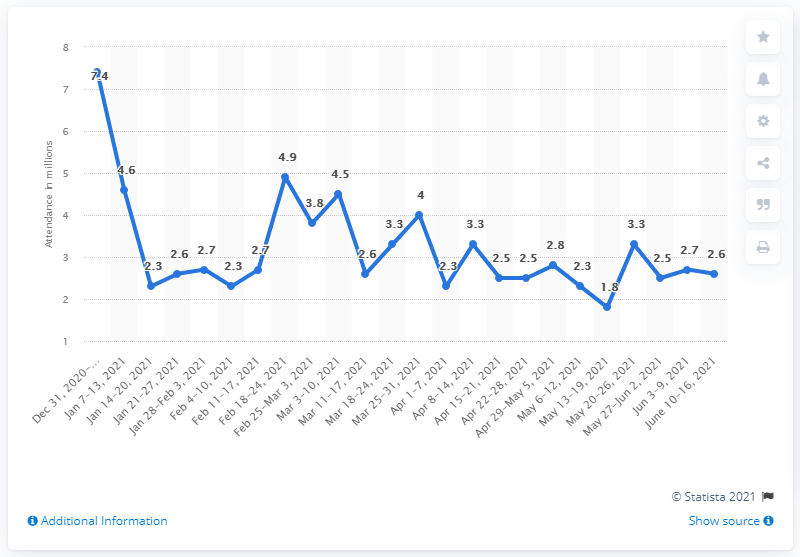 8
7
6
5
4
3
2
1
Attendance in millions
7.4
4.6
2.3
2.6
2.7
2.3
2.7
4.9
3.8
4.5
2.6
3.3
4
2.3
3.3
2.5
2.5
2.8
2.3
1.8
3.3
2.5
2.7
2.6
Dec 31, 2020–...
Jan 7–13, 2021
Jan 14–20, 2021
Jan 21–27, 2021
Jan 28–Feb 3, 2021
Feb 4–10, 2021
Feb 11–17, 2021
Feb 18–24, 2021
Feb 25–Mar 3, 2021
Mar 3–10, 2021
Mar 11–17, 2021
Mar 18–24, 2021
Mar 25–31, 2021
Apr 1–7, 2021
Apr 8–14, 2021
Apr 15–21, 2021
Apr 22–28, 2021
Apr 29–May 5, 2021
May 6–12, 2021
May 13–19, 2021
May 20–26, 2021
May 27–Jun 2, 2021
Jun 3–9, 2021
June 10–16, 2021
© Statista 2021
Additional Information
Show source